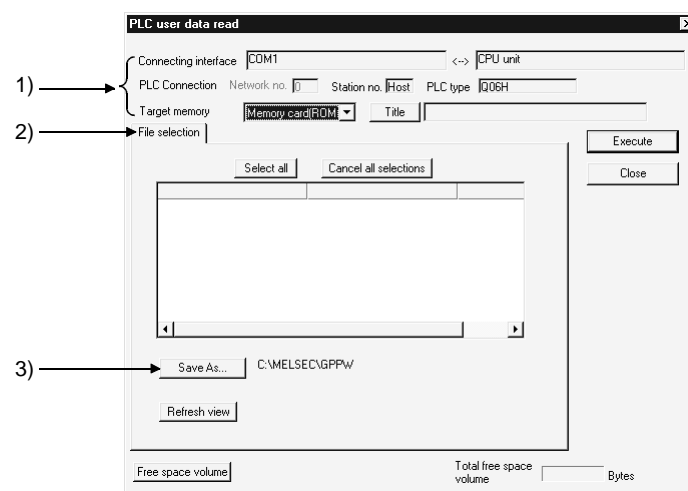 PLC user data read
Connecting interface COM1 <--> CPU unit
1) PLC Connection Network no. 0 Station no. Host PLC type Q06H
Target memory Memory card(ROM Title
2) File selection
Execute
Select all Cancel all selections
Close
3) Save As... C:\MELSEC\GPPW
Refresh view
Free space volume Total free space volume Bytes